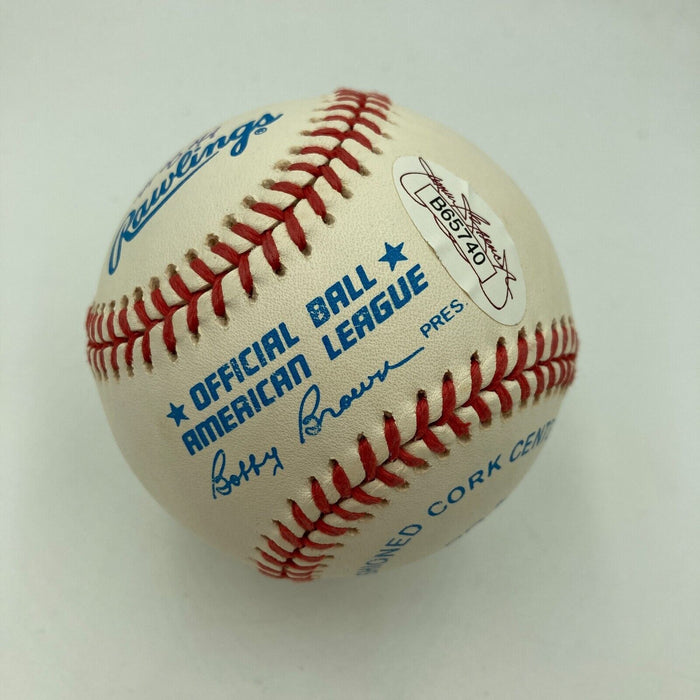 Rawlings®
★ OFFICIAL BALL ★
AMERICAN LEAGUE
Bobby Brown PRES.
B65740
CORK CENT